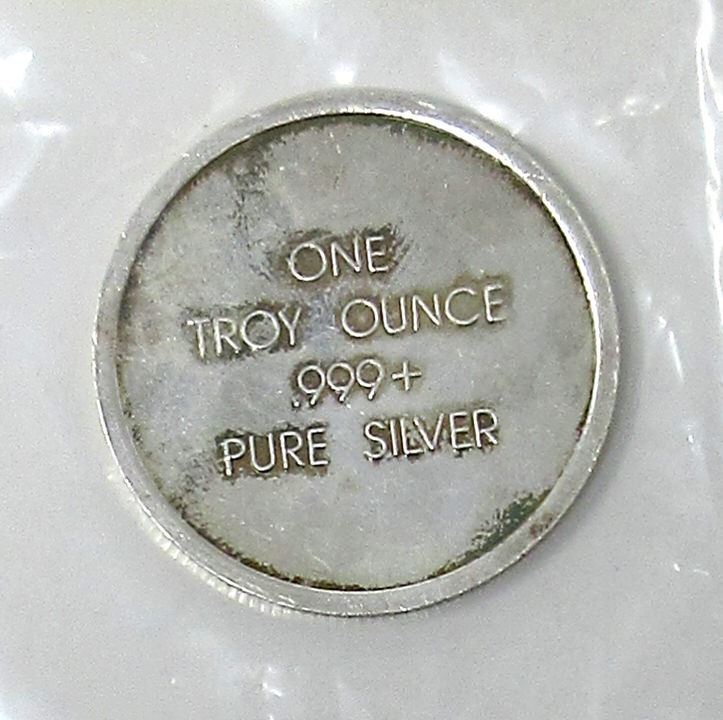 ONE
TROY OUNCE
.999+
PURE SILVER